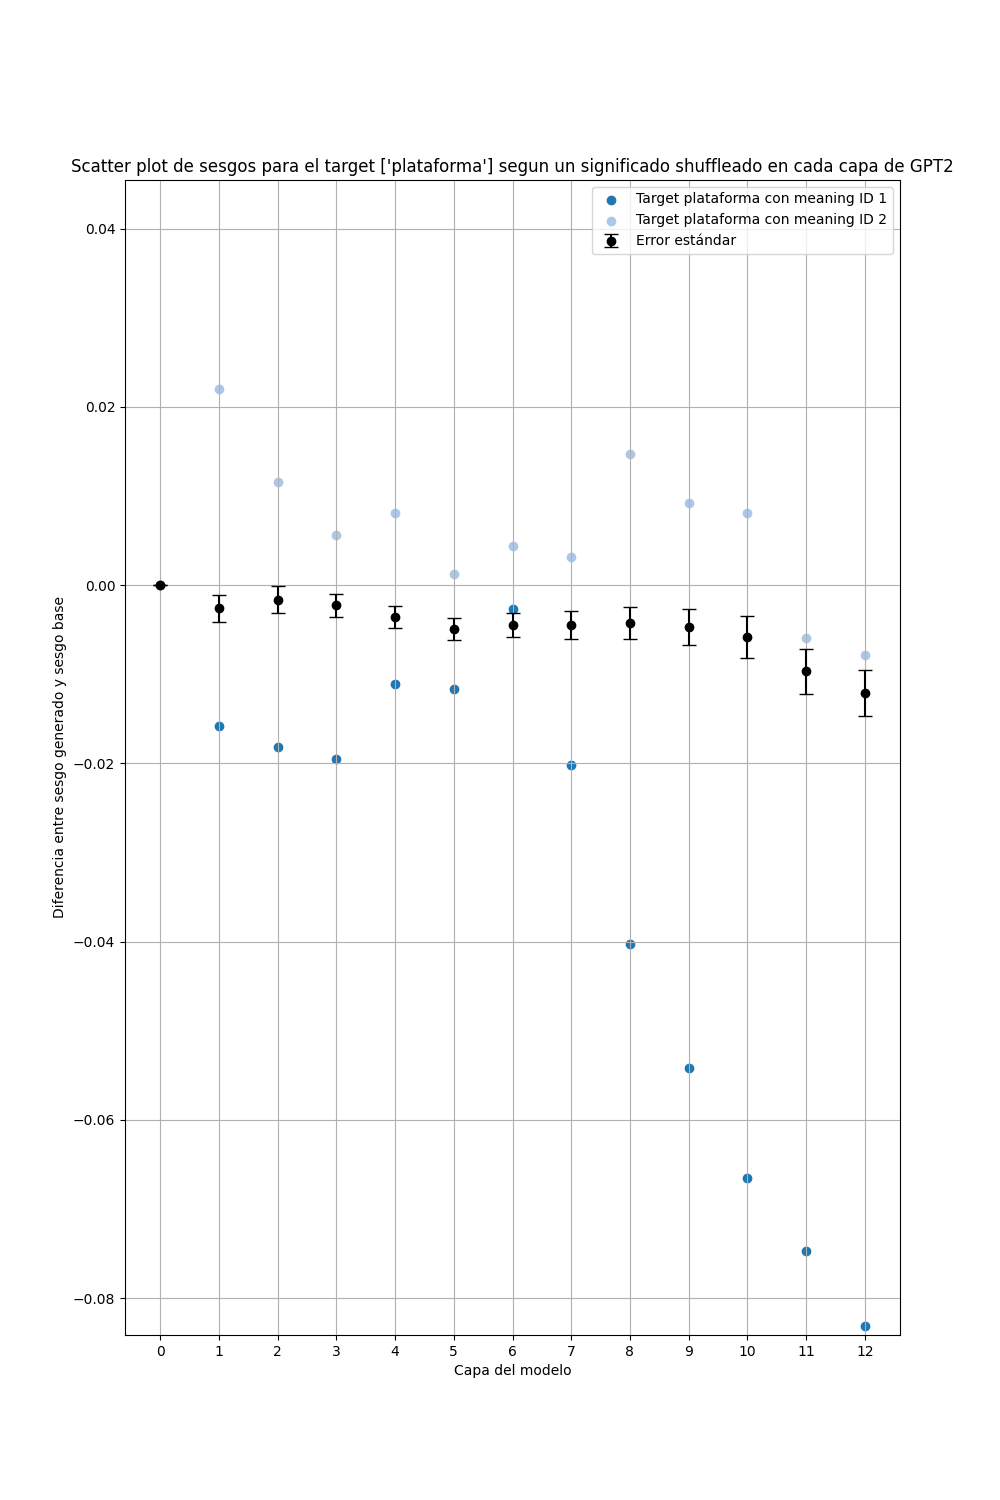 Scatter plot de sesgos para el target ['plataforma'] segun un significado shuffleado en cada capa de GPT2
Target plataforma con meaning ID 1
Target plataforma con meaning ID 2
Error estándar
Diferencia entre sesgo generado y sesgo base
0.04
0.02
0.00
−0.02
−0.04
−0.06
−0.08
0 1 2 3 4 5 6 7 8 9 10 11 12
Capa del modelo